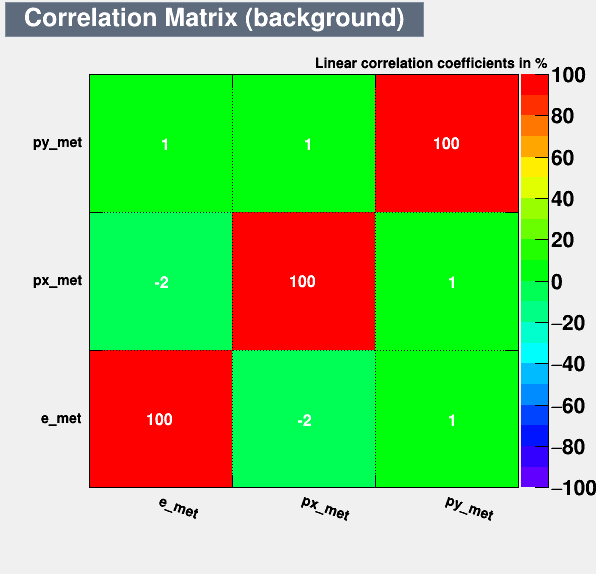 Correlation Matrix (background)
Linear correlation coefficients in %
py_met 1 1 100
px_met -2 100 1
e_met 100 -2 1
e_met px_met py_met
100
80
60
40
20
0
−20
−40
−60
−80
−100